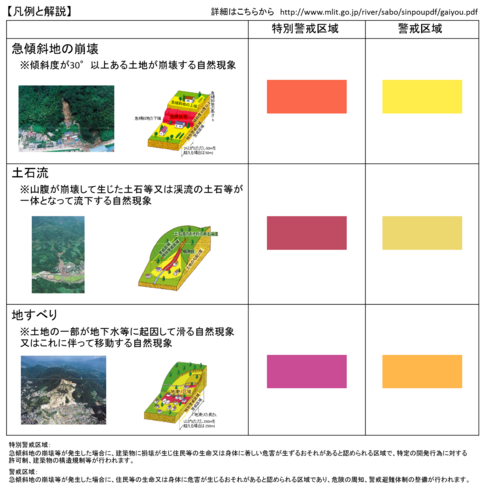 【凡例と解説】
詳細はこちらから http://www.mlit.go.jp/river/sabo/sinpoupdf/gaiyou.pdf
特別警戒区域
警戒区域
急傾斜地の崩壊
※傾斜度が30°以上ある土地が崩壊する自然現象
土石流
※山腹が崩壊して生じた土石等又は渓流の土石等が
一体となって流下する自然現象
地すべり
※土地の一部が地下水等に起因して滑る自然現象
又はこれに伴って移動する自然現象
特別警戒区域:
急傾斜地の崩壊等が発生した場合に、建築物に損壊が生じ住民等の生命又は身体に著しい危害が生ずるおそれがあると認められる区域で、特定の開発行為に対する
許可制、建築物の構造規制等が行われます。
警戒区域:
急傾斜地の崩壊等が発生した場合に、住民等の生命又は身体に危害が生じるおそれがあると認められる区域であり、危険の周知、警戒避難体制の整備が行われます。